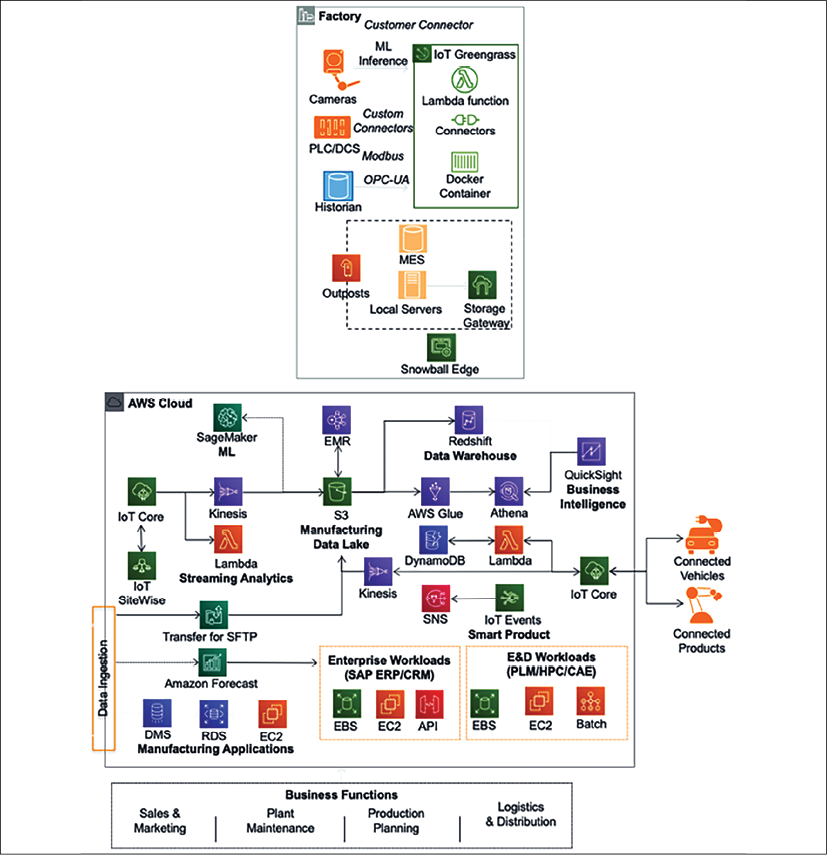 Factory
Customer Connector
ML
Inference
IoT Greengrass
Cameras
Lambda function
Custom
Connectors
Connectors
PLC/DCS
Modbus
OPC-UA
Docker
Container
Historian
MES
Outposts
Local Servers
Storage
Gateway
Snowball Edge
AWS Cloud
SageMaker
ML
EMR
Redshift
Data Warehouse
QuickSight
Business
Intelligence
IoT Core
Kinesis
S3
Manufacturing
Data Lake
AWS Glue
Athena
Lambda
Streaming Analytics
DynamoDB
Lambda
IoT
SiteWise
Kinesis
IoT Core
Connected
Vehicles
SNS
IoT Events
Smart Product
Connected
Products
Data Ingestion
Transfer for SFTP
Amazon Forecast
Enterprise Workloads
(SAP ERP/CRM)
EBS
EC2
API
E&D Workloads
(PLM/HPC/CAE)
EBS
EC2
Batch
DMS
RDS
EC2
Manufacturing Applications
Business Functions
Sales &
Marketing
Plant
Maintenance
Production
Planning
Logistics
& Distribution